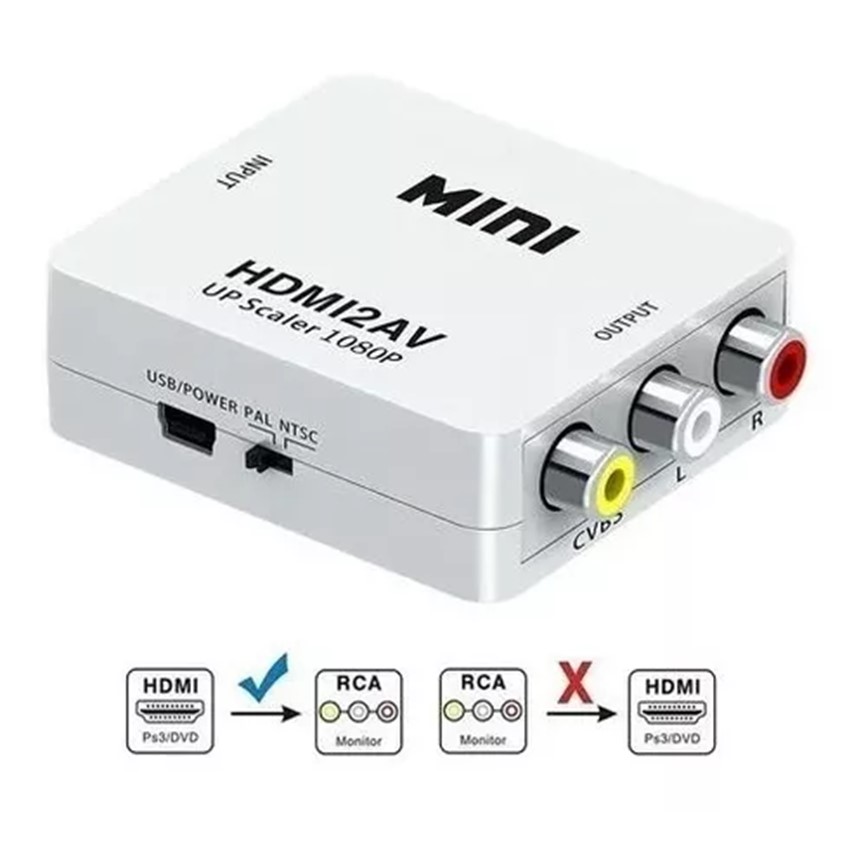 INPUT
MINI
HDMI2AV
UP Scaler 1080P
OUTPUT
USB/POWER PAL NTSC
R
L
CVBS
HDMI
Ps3/DVD
RCA
Monitor
RCA
Monitor
X
HDMI
Ps3/DVD